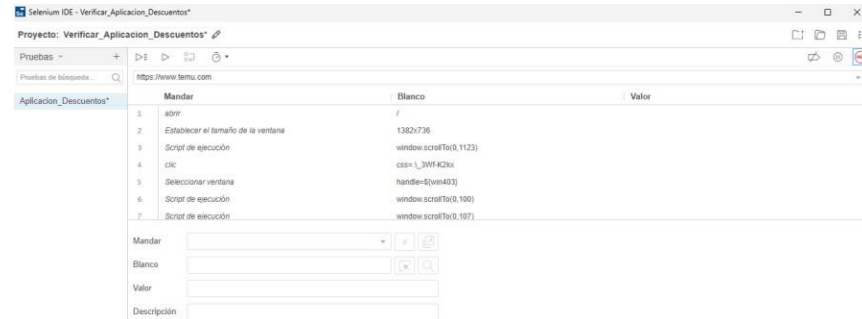 Selenium IDE - Verificar_Aplicacion_Descuentos*
Proyecto: Verificar_Aplicacion_Descuentos*
Pruebas
Pruebas de búsqueda...
https://www.temu.com
Aplicacion_Descuentos*
Mandar Blanco Valor
1 abrir /
2 Establecer el tamaño de la ventana 1382x736
3 Script de ejecución window.scrollTo(0,1123)
4 clic css=.\_3Wf-K2kx
5 Seleccionar ventana handle=${win403}
6 Script de ejecución window.scrollTo(0,100)
7 Script de ejecución window.scrollTo(0,107)
Mandar
Blanco
Valor
Descripción